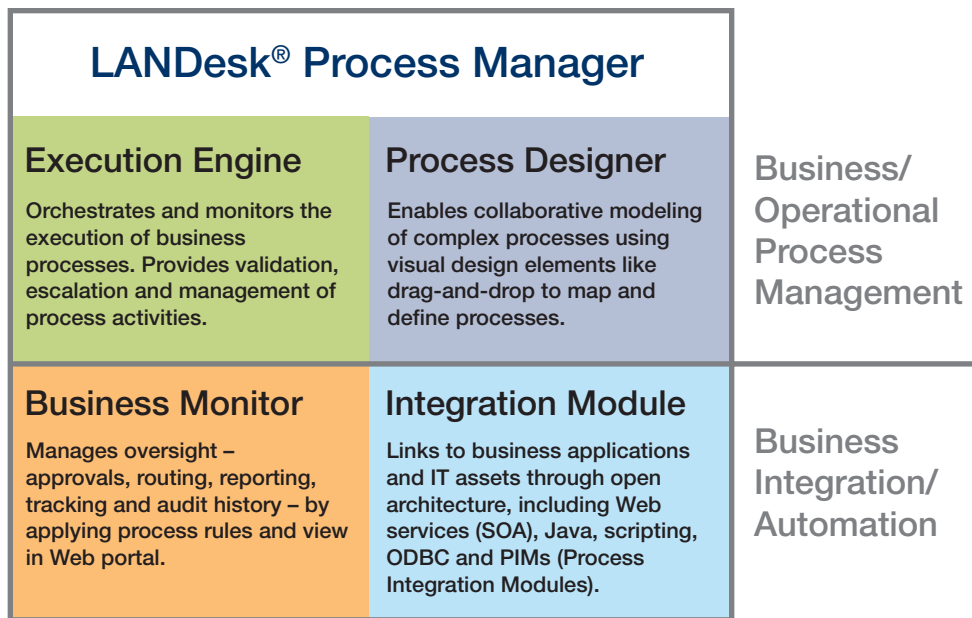 LANDesk® Process Manager
Execution Engine
Orchestrates and monitors the
execution of business
processes. Provides validation,
escalation and management of
process activities.
Process Designer
Enables collaborative modeling
of complex processes using
visual design elements like
drag-and-drop to map and
define processes.
Business/
Operational
Process
Management
Business Monitor
Manages oversight –
approvals, routing, reporting,
tracking and audit history – by
applying process rules and view
in Web portal.
Integration Module
Links to business applications
and IT assets through open
architecture, including Web
services (SOA), Java, scripting,
ODBC and PIMs (Process
Integration Modules).
Business
Integration/
Automation